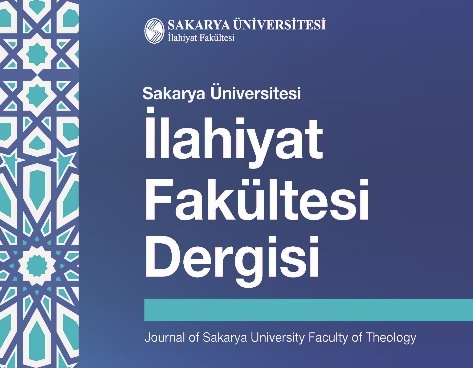 SAKARYA ÜNİVERSİTESİ
İlahiyat Fakültesi
Sakarya Üniversitesi
İlahiyat
Fakültesi
Dergisi
Journal of Sakarya University Faculty of Theology